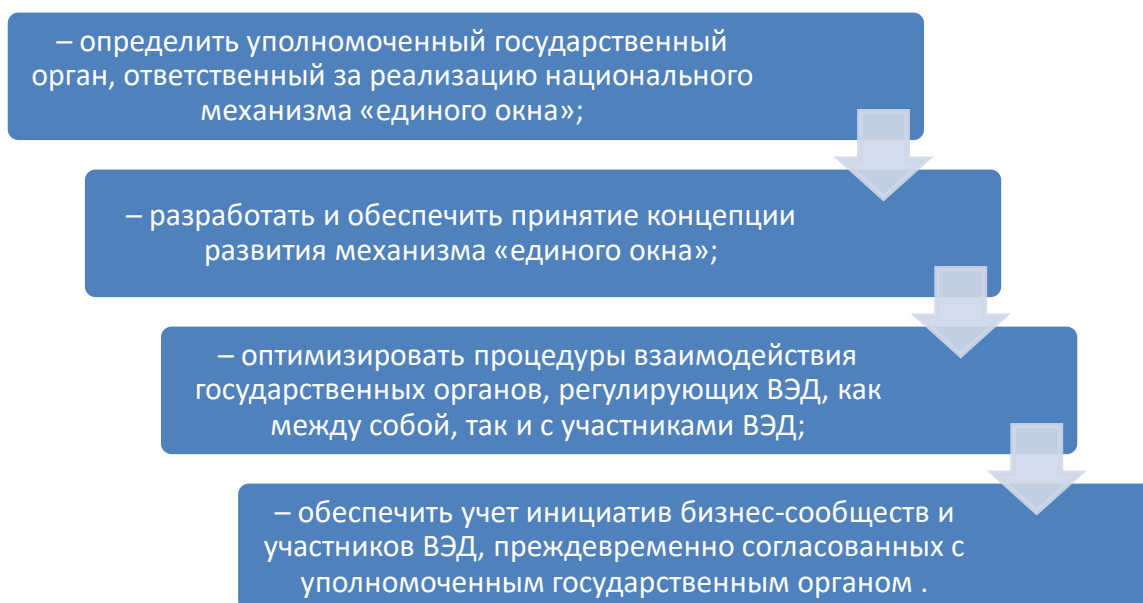 – определить уполномоченный государственный
орган, ответственный за реализацию национального
механизма «единого окна»;
– разработать и обеспечить принятие концепции
развития механизма «единого окна»;
– оптимизировать процедуры взаимодействия
государственных органов, регулирующих ВЭД, как
между собой, так и с участниками ВЭД;
– обеспечить учет инициатив бизнес-сообществ и
участников ВЭД, преждевременно согласованных с
уполномоченным государственным органом .